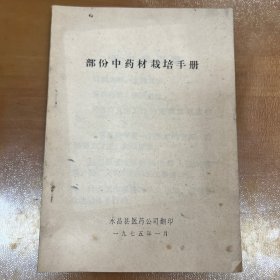 部份中药材栽培手册
永昌县医药公司翻印
一九七五年一月